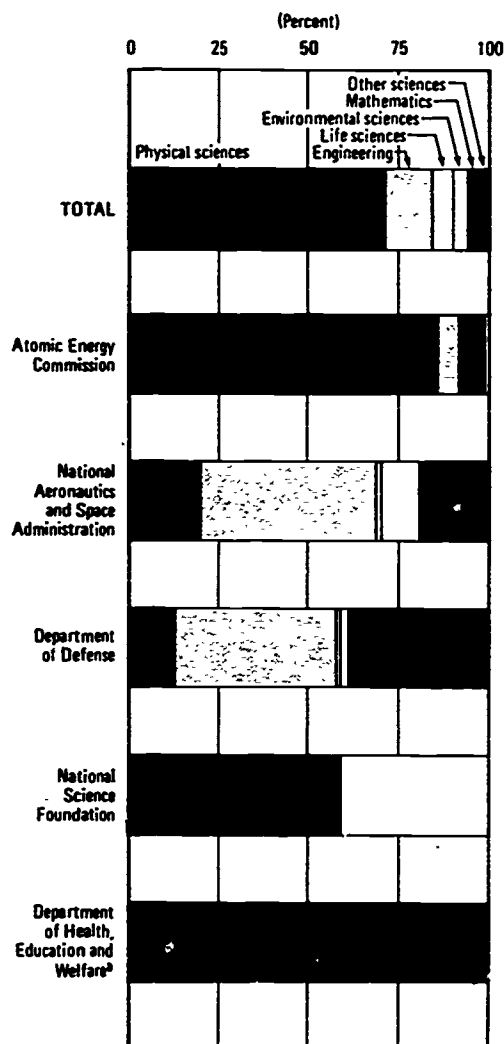 (Percent)
0 25 50 75 100
Other sciences
Mathematics
Environmental sciences
Life sciences
Physical sciences Engineering
TOTAL
Atomic Energy
Commission
National
Aeronautics
and Space
Administration
Department
of Defense
National
Science
Foundation
Department
of Health,
Education and
Welfareᵃ